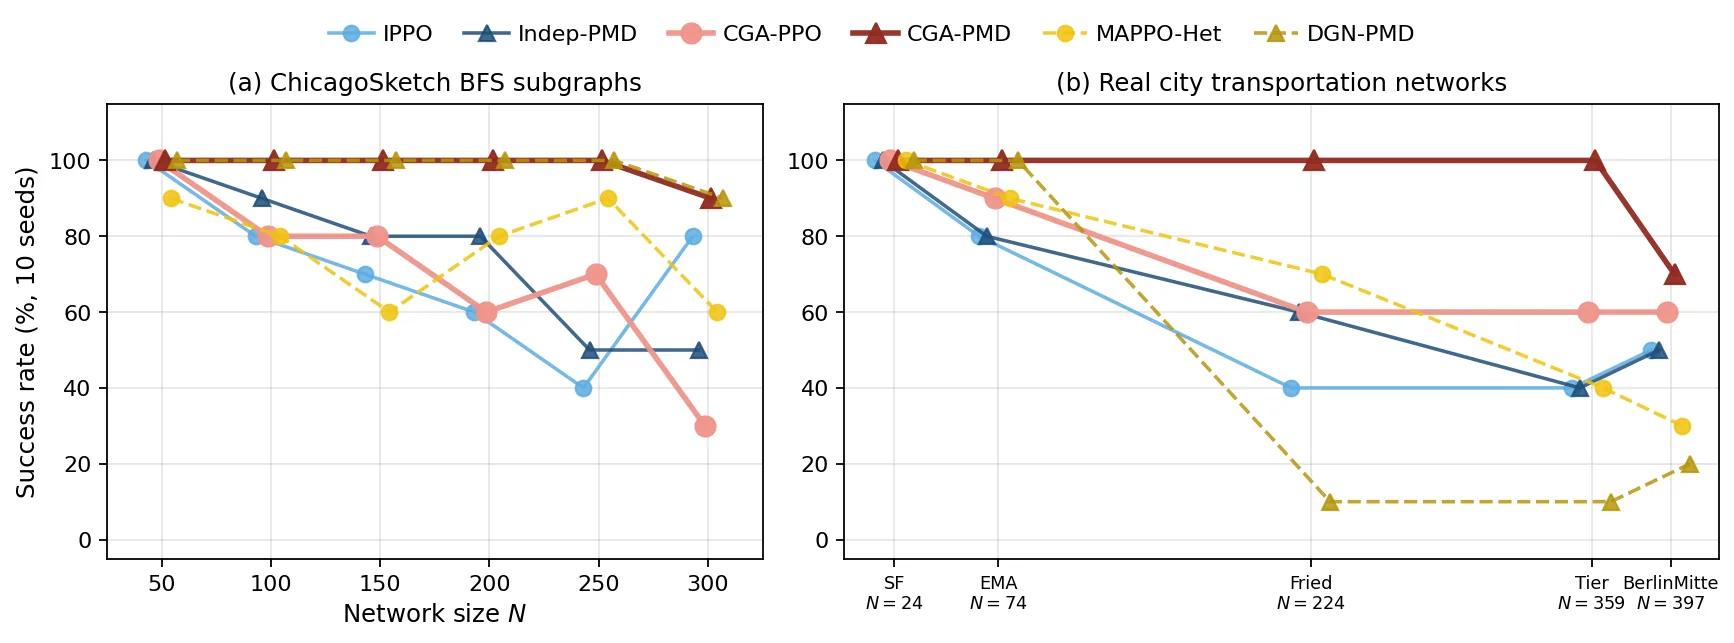 IPPO Indep-PMD CGA-PPO CGA-PMD MAPPO-Het DGN-PMD
(a) ChicagoSketch BFS subgraphs
100
80
60
40
20
0
Success rate (%, 10 seeds)
50 100 150 200 250 300
Network size N
(b) Real city transportation networks
100
80
60
40
20
0
SF EMA Fried Tier BerlinMitte
N = 24 N = 74 N = 224 N = 359 N = 397